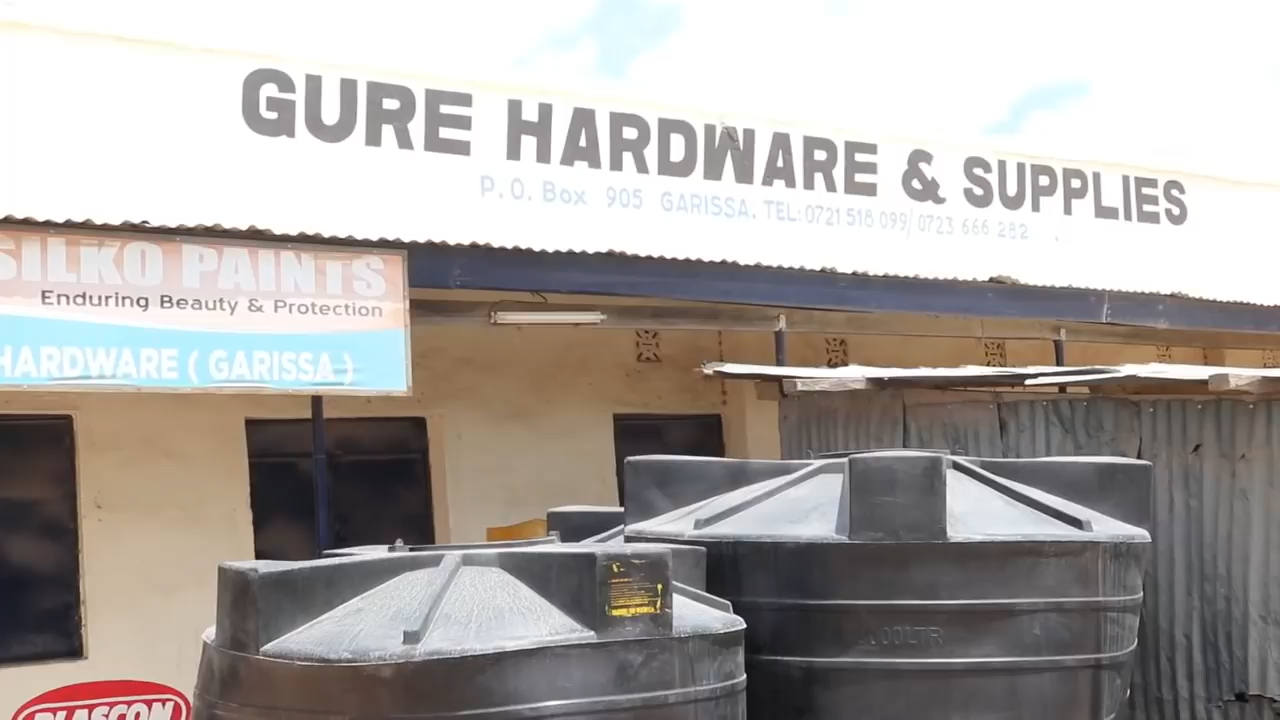 GURE HARDWARE & SUPPLIES
P.O. Box 905 GARISSA. TEL: 0721 518 099/ 0723 666 282
SILKO PAINTS
Enduring Beauty & Protection
HARDWARE ( GARISSA )
PLASCON